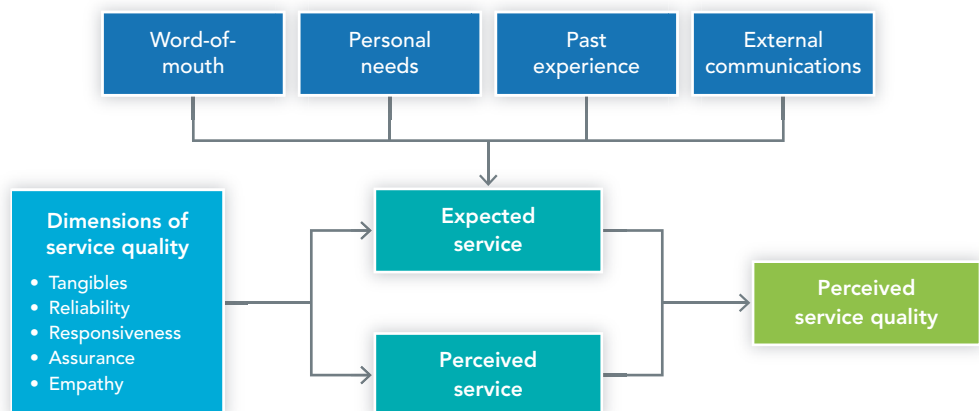 Word-of-
mouth
Personal
needs
Past
experience
External
communications
Dimensions of
service quality
• Tangibles
• Reliability
• Responsiveness
• Assurance
• Empathy
Expected
service
Perceived
service
Perceived
service quality